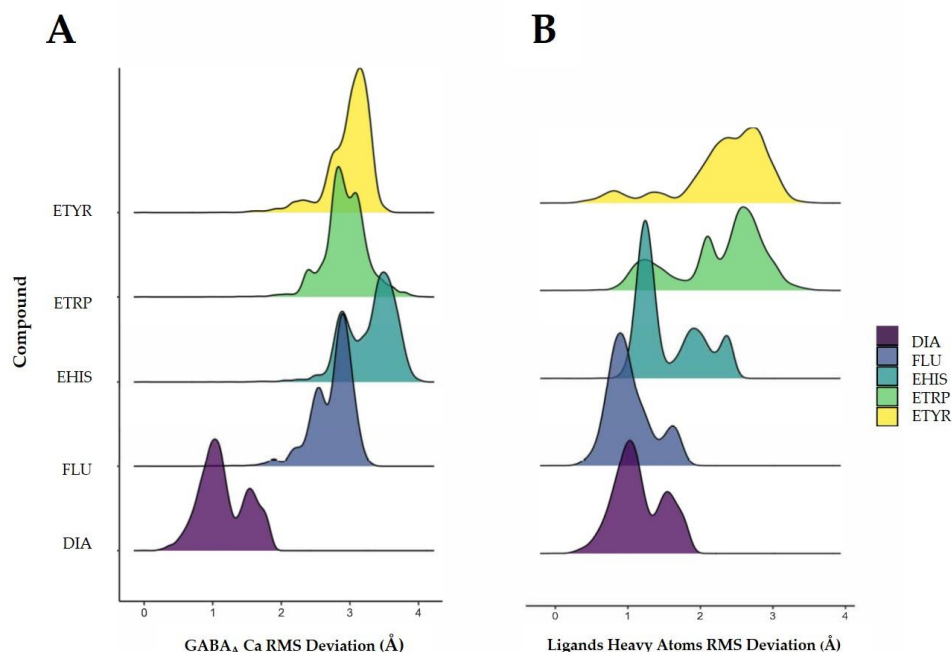 A
B
Compound
ETYR
ETRP
EHIS
FLU
DIA
0 1 2 3 4
0 1 2 3 4
GABA_A Ca RMS Deviation (Å)
Ligands Heavy Atoms RMS Deviation (Å)
DIA
FLU
EHIS
ETRP
ETYR